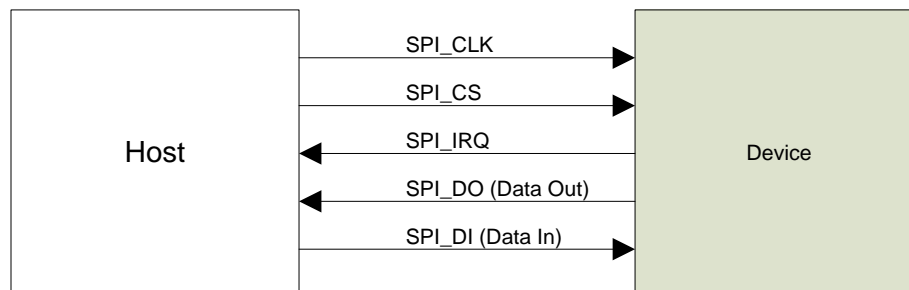 Host
SPI_CLK
SPI_CS
SPI_IRQ
SPI_DO (Data Out)
SPI_DI (Data In)
Device